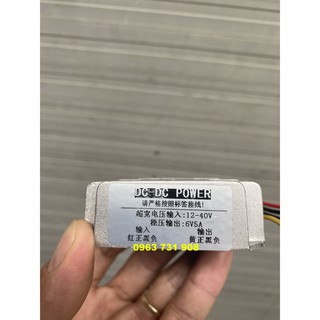 DC-DC POWER
请严格按照标签接线!
超宽电压输入:12-40V
稳压输出:6V5A
输入 输出
红正黑负 黄正黑负
0963 731 908